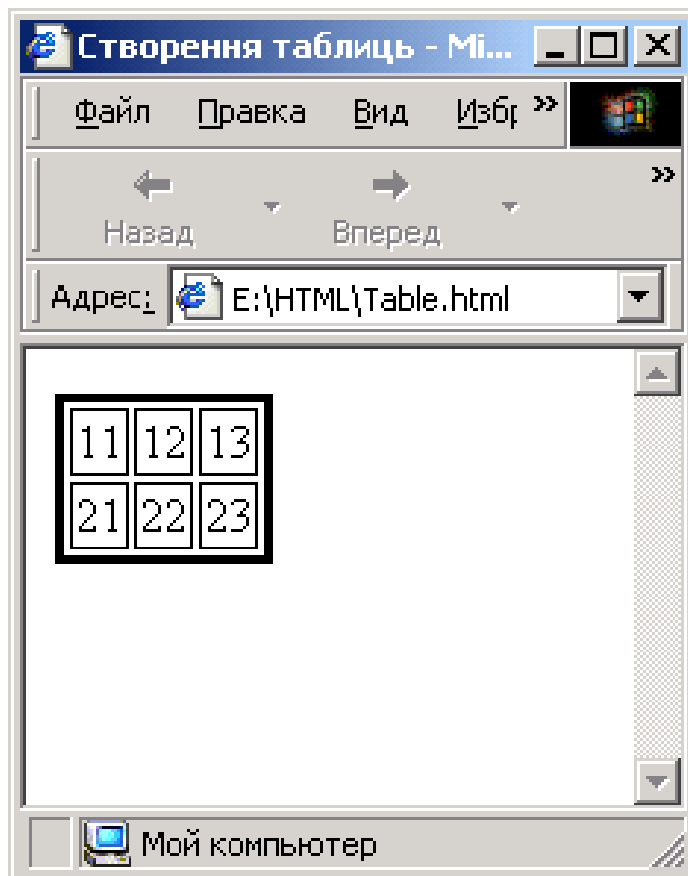 Створення таблиць - Mi...
Файл Правка Вид Избр »
Назад Вперед »
Адрес: E:\HTML\Table.html
11 12 13
21 22 23
Мой компьютер